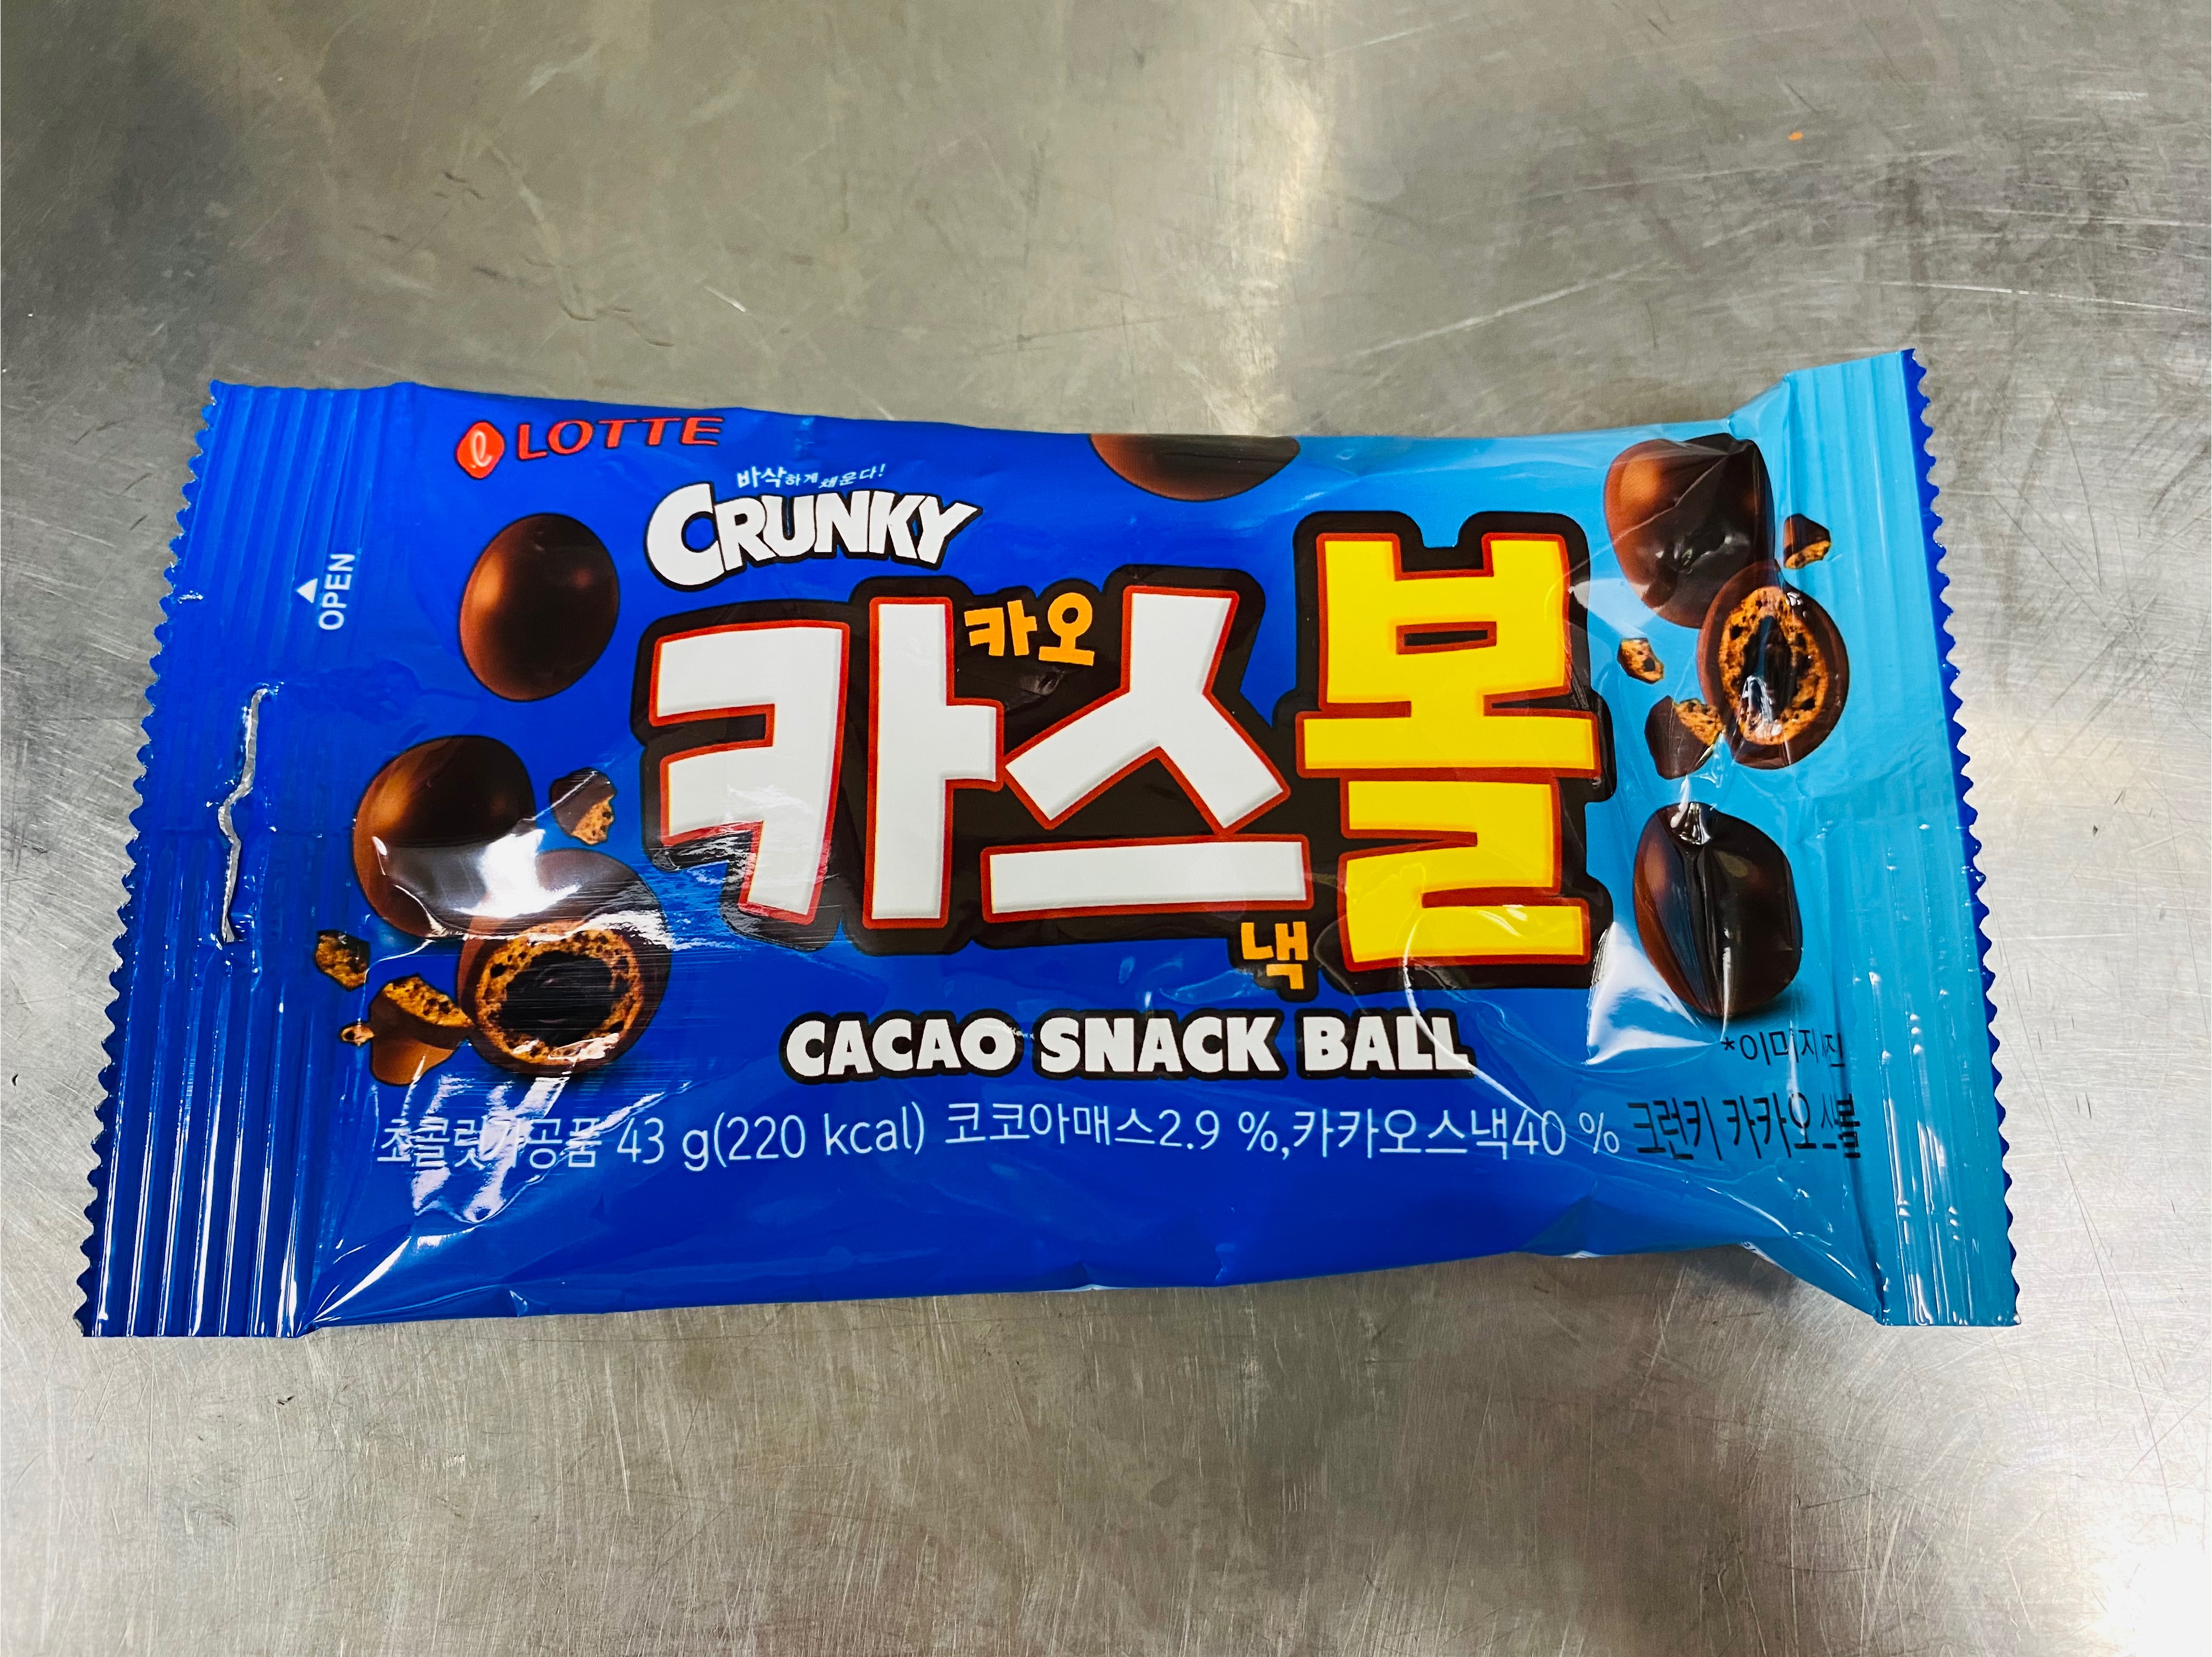 LOTTE
바삭하게 채운다!
CRUNKY
OPEN
카카오스낵볼
CACAO SNACK BALL
초콜릿가공품 43 g(220 kcal) 코코아매스2.9 %,카카오스낵40 % 크런키 카카오스낵볼
*이미지사진